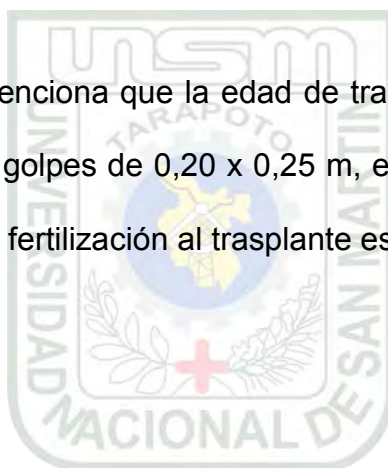 unsm
enciona que la edad de tra
TARAPOTO
golpes de 0,20 x 0,25 m, e
fertilización al trasplante es
UNIVERSIDAD
NACIONAL DE
SAN MARTIN